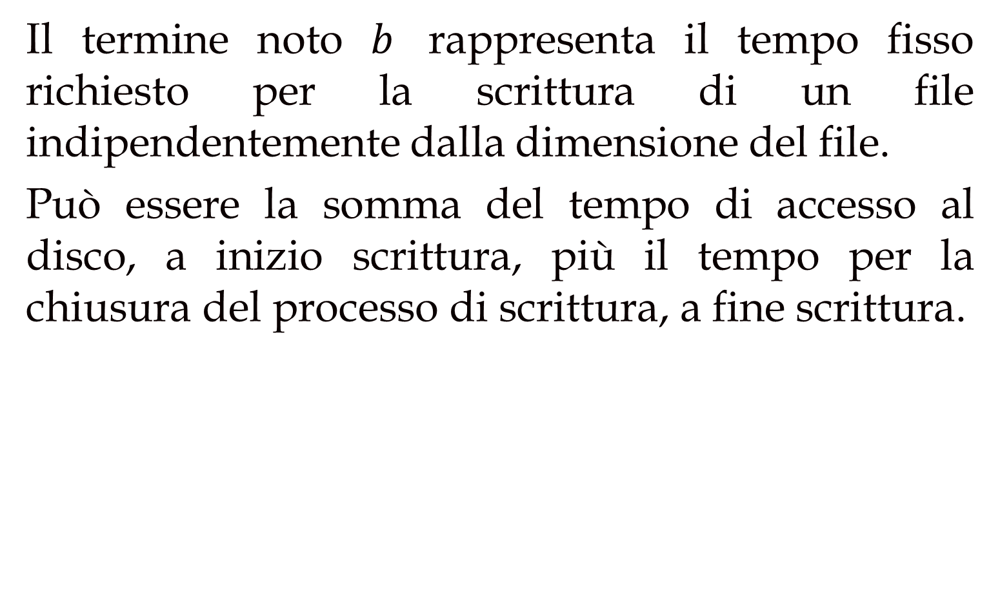 Il termine noto b rappresenta il tempo fisso
richiesto per la scrittura di un file
indipendentemente dalla dimensione del file.
Può essere la somma del tempo di accesso al
disco, a inizio scrittura, più il tempo per la
chiusura del processo di scrittura, a fine scrittura.